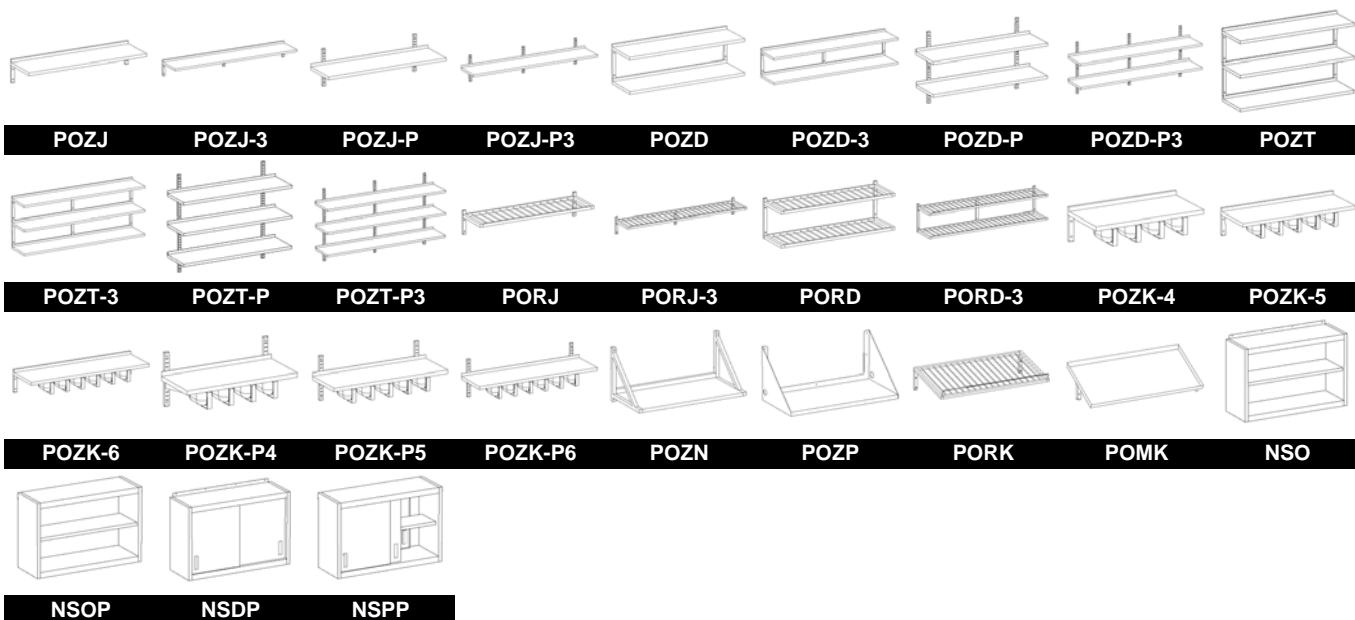 POZJ POZJ-3 POZJ-P POZJ-P3 POZD POZD-3 POZD-P POZD-P3 POZT
POZT-3 POZT-P POZT-P3 PORJ PORJ-3 PORD PORD-3 POZK-4 POZK-5
POZK-6 POZK-P4 POZK-P5 POZK-P6 POZN POZP PORK POMK NSO
NSOP NSDP NSPP